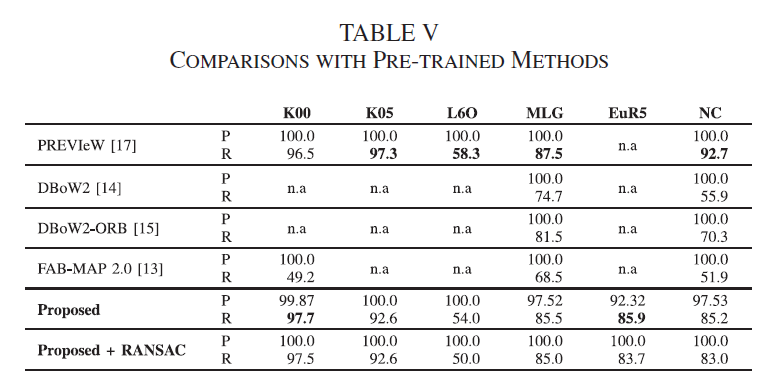 TABLE V
COMPARISONS WITH PRE-TRAINED METHODS
K00 K05 L6O MLG EuR5 NC
PREVIeW [17] P 100.0 100.0 100.0 100.0 n.a 100.0
R 96.5 97.3 58.3 87.5 92.7
DBoW2 [14] P n.a n.a n.a 100.0 n.a 100.0
R 74.7 55.9
DBoW2-ORB [15] P n.a n.a n.a 100.0 n.a 100.0
R 81.5 70.3
FAB-MAP 2.0 [13] P 100.0 n.a n.a 100.0 n.a 100.0
R 49.2 68.5 51.9
Proposed P 99.87 100.0 100.0 97.52 92.32 97.53
R 97.7 92.6 54.0 85.5 85.9 85.2
Proposed + RANSAC P 100.0 100.0 100.0 100.0 100.0 100.0
R 97.5 92.6 50.0 85.0 83.7 83.0